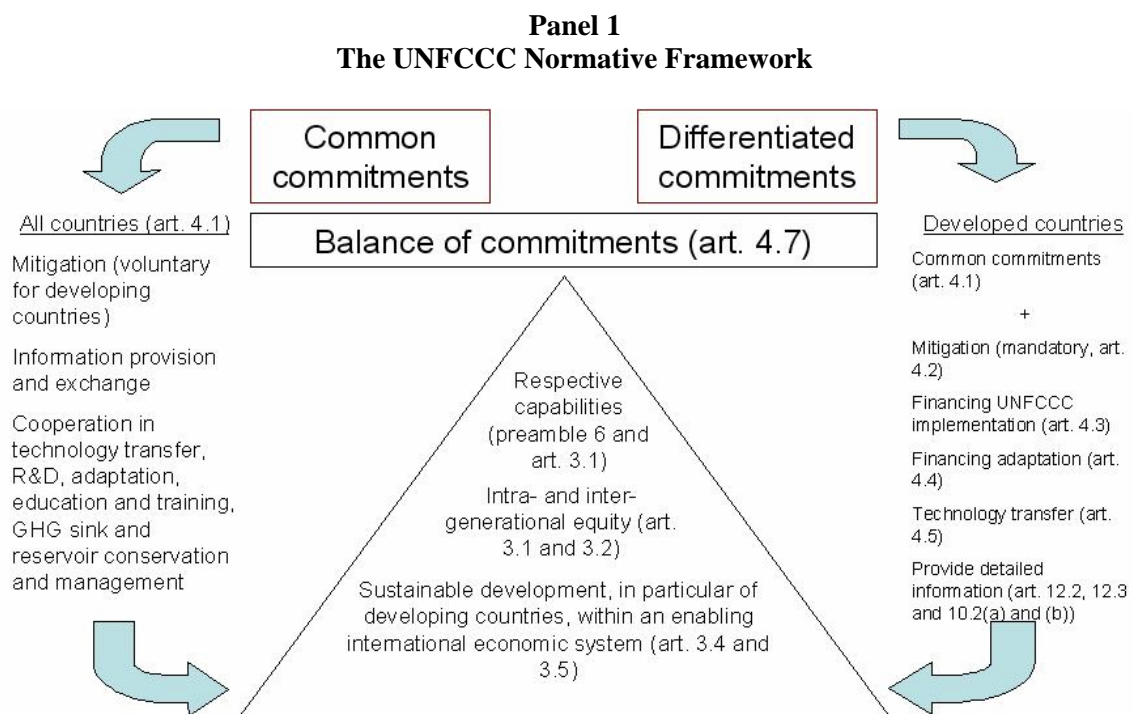 Panel 1
The UNFCCC Normative Framework
Common
commitments
Differentiated
commitments
Balance of commitments (art. 4.7)
All countries (art. 4.1)
Mitigation (voluntary
for developing
countries)
Information provision
and exchange
Cooperation in
technology transfer,
R&D, adaptation,
education and training,
GHG sink and
reservoir conservation
and management
Respective
capabilities
(preamble 6 and
art. 3.1)
Intra- and inter-
generational equity (art.
3.1 and 3.2)
Sustainable development, in particular of
developing countries, within an enabling
international economic system (art. 3.4 and
3.5)
Developed countries
Common commitments
(art. 4.1)
+
Mitigation (mandatory, art.
4.2)
Financing UNFCCC
implementation (art. 4.3)
Financing adaptation (art.
4.4)
Technology transfer (art.
4.5)
Provide detailed
information (art. 12.2, 12.3
and 10.2(a) and (b))